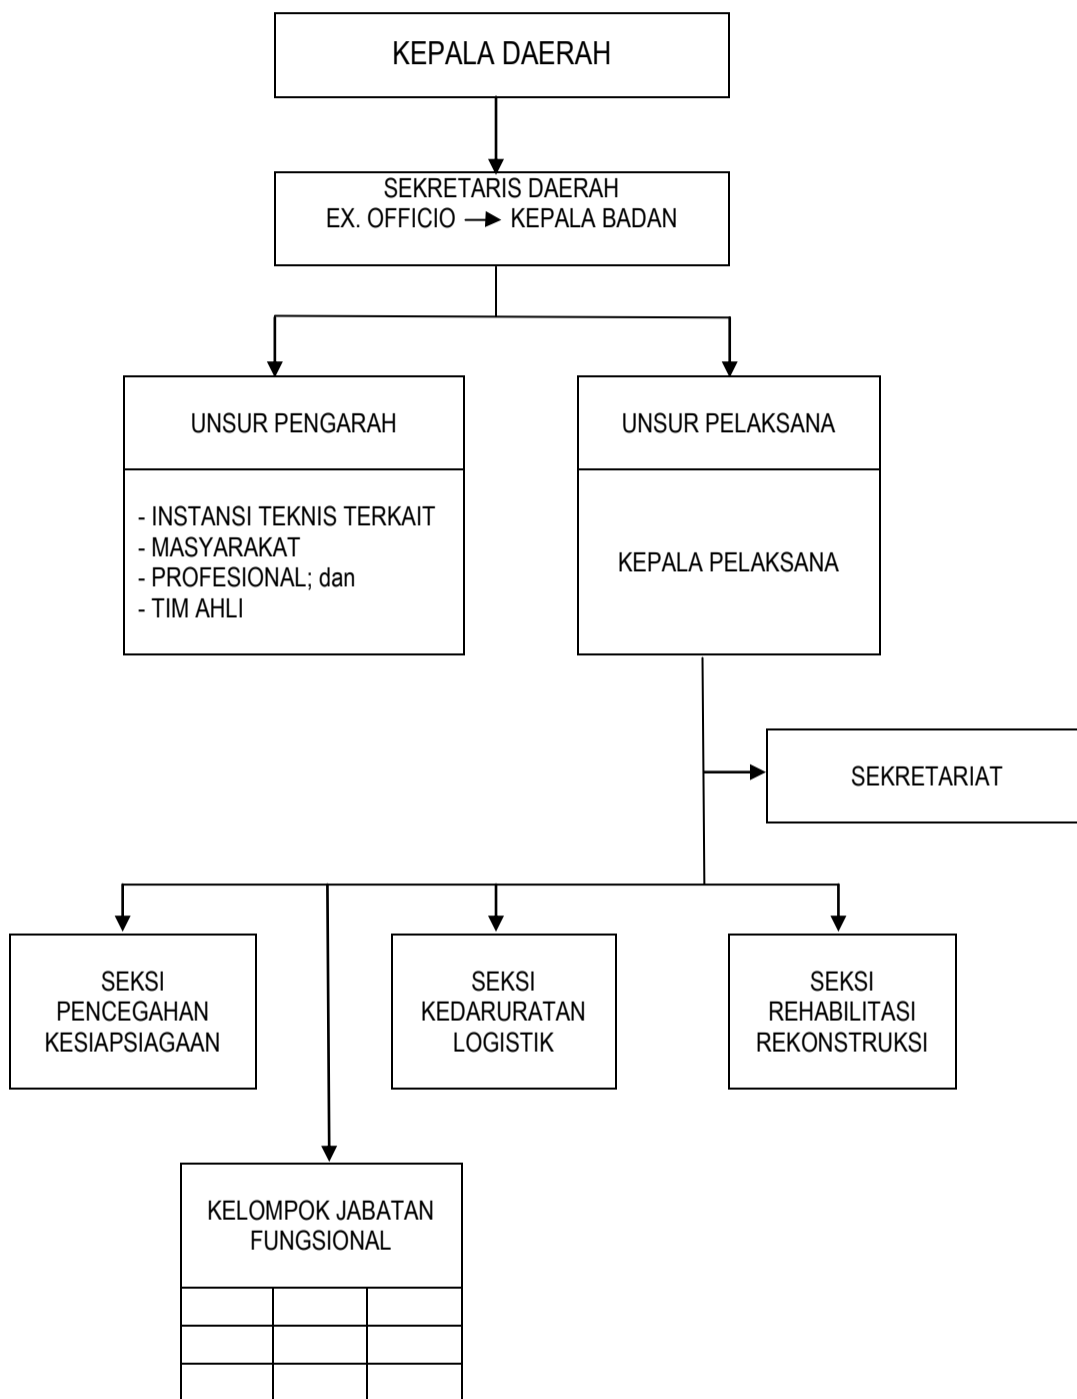 KEPALA DAERAH
SEKRETARIS DAERAH
EX. OFFICIO → KEPALA BADAN
UNSUR PENGARAH
- INSTANSI TEKNIS TERKAIT
- MASYARAKAT
- PROFESIONAL; dan
- TIM AHLI
UNSUR PELAKSANA
KEPALA PELAKSANA
SEKRETARIAT
SEKSI
PENCEGAHAN
KESIAPSIAGAAN
SEKSI
KEDARURATAN
LOGISTIK
SEKSI
REHABILITASI
REKONSTRUKSI
KELOMPOK JABATAN
FUNGSIONAL